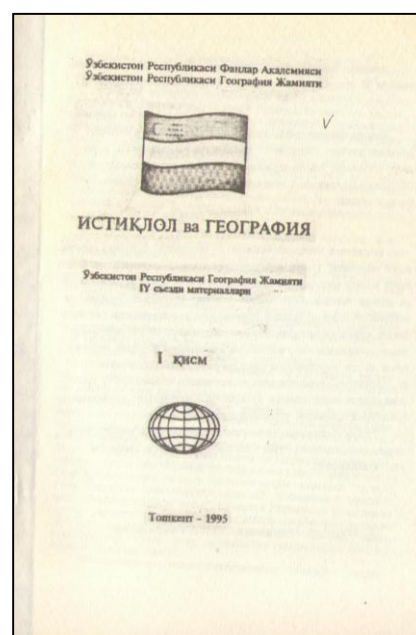 Ўзбекистон Республикаси Фанлар Академияси
Ўзбекистон Республикаси География Жамияти
ИСТИҚЛОЛ ва ГЕОГРАФИЯ
Ўзбекистон Республикаси География Жамияти
IY съезди материаллари
I қисм
Тошкент - 1995